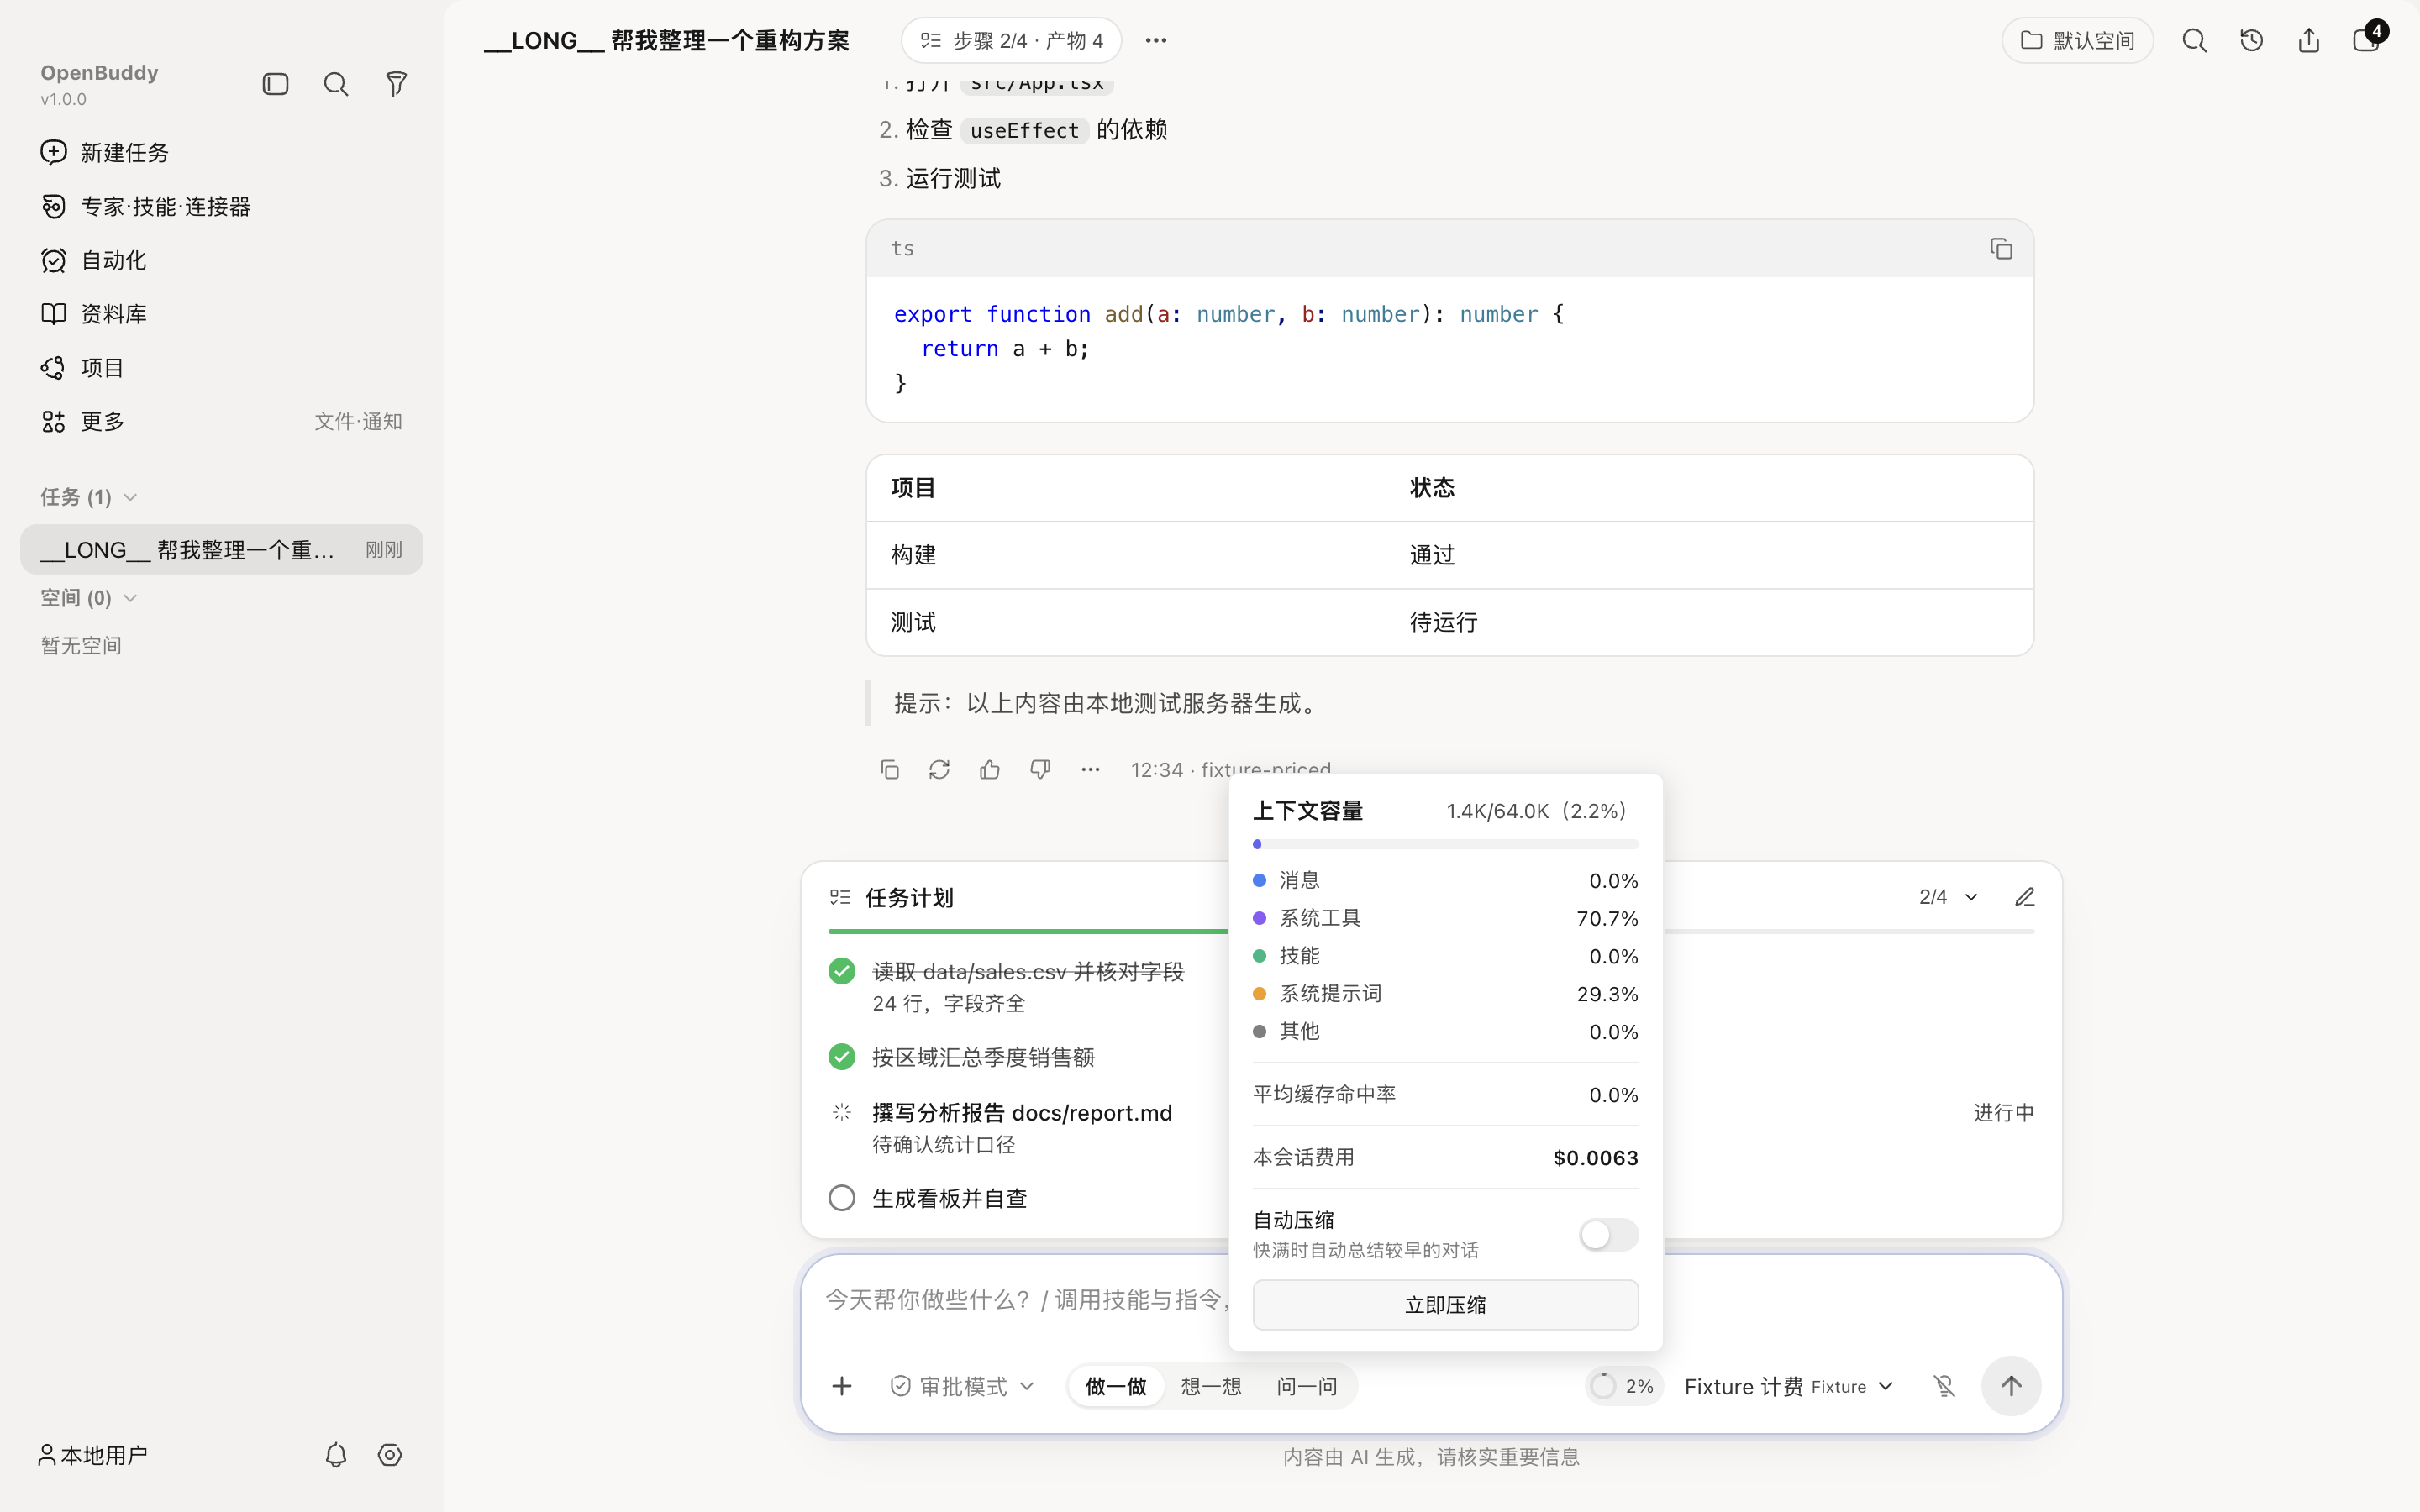 OpenBuddy
v1.0.0
新建任务
专家·技能·连接器
自动化
资料库
项目
更多 文件·通知
任务 (1)
__LONG__ 帮我整理一个重… 刚刚
空间 (0)
暂无空间
本地用户
__LONG__ 帮我整理一个重构方案 步骤 2/4 · 产物 4 默认空间 4
1. 打开 src/App.tsx
2. 检查 useEffect 的依赖
3. 运行测试
ts
export function add(a: number, b: number): number {
return a + b;
}
项目 状态
构建 通过
测试 待运行
提示：以上内容由本地测试服务器生成。
12:34 · fixture-priced
上下文容量 1.4K/64.0K（2.2%）
消息 0.0%
系统工具 70.7%
技能 0.0%
系统提示词 29.3%
其他 0.0%
平均缓存命中率 0.0%
本会话费用 $0.0063
自动压缩
快满时自动总结较早的对话
立即压缩
任务计划 2/4
读取 data/sales.csv 并核对字段
24 行，字段齐全
按区域汇总季度销售额
撰写分析报告 docs/report.md 进行中
待确认统计口径
生成看板并自查
今天帮你做些什么？/ 调用技能与指令，
审批模式 做一做 想一想 问一问 2% Fixture 计费 Fixture
内容由 AI 生成，请核实重要信息